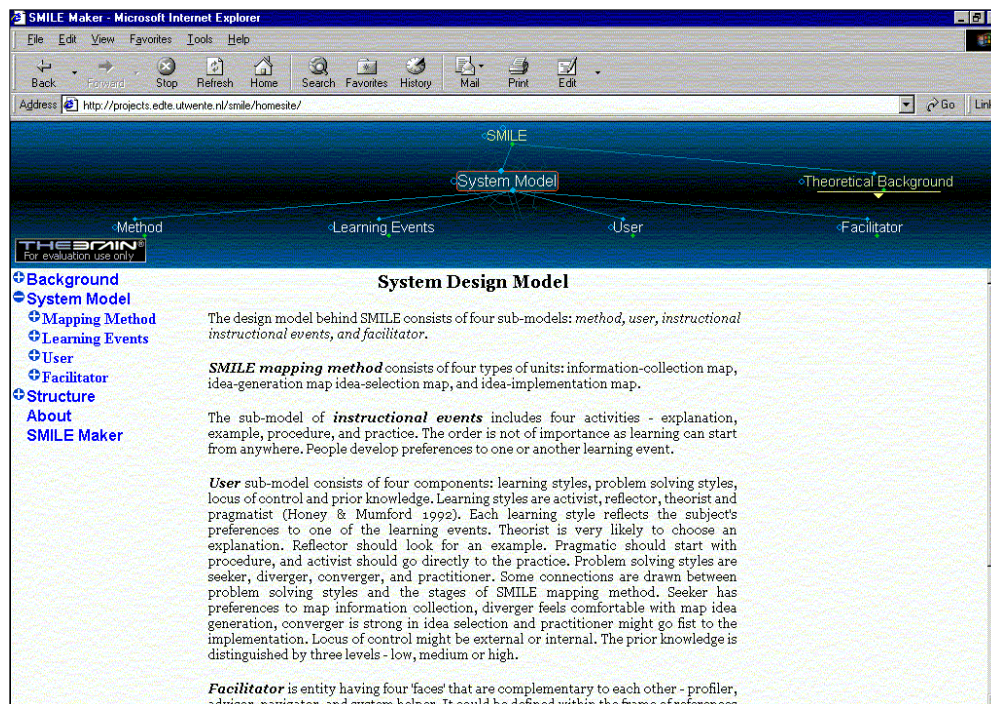 SMILE Maker - Microsoft Internet Explorer
File Edit View Favorites Tools Help
Back Forward Stop Refresh Home Search Favorites History Mail Print Edit
Address http://projects.edte.utwente.nl/smile/homesite/ Go Link
SMILE
System Model
Theoretical Background
Method Learning Events User Facilitator
THEBRAIN®
For evaluation use only
Background
System Model
Mapping Method
Learning Events
User
Facilitator
Structure
About
SMILE Maker
System Design Model
The design model behind SMILE consists of four sub-models: method, user, instructional
instructional events, and facilitator.
SMILE mapping method consists of four types of units: information-collection map,
idea-generation map idea-selection map, and idea-implementation map.
The sub-model of instructional events includes four activities - explanation,
example, procedure, and practice. The order is not of importance as learning can start
from anywhere. People develop preferences to one or another learning event.
User sub-model consists of four components: learning styles, problem solving styles,
locus of control and prior knowledge. Learning styles are activist, reflector, theorist and
pragmatist (Honey & Mumford 1992). Each learning style reflects the subject's
preferences to one of the learning events. Theorist is very likely to choose an
explanation. Reflector should look for an example. Pragmatic should start with
procedure, and activist should go directly to the practice. Problem solving styles are
seeker, diverger, converger, and practitioner. Some connections are drawn between
problem solving styles and the stages of SMILE mapping method. Seeker has
preferences to map information collection, diverger feels comfortable with map idea
generation, converger is strong in idea selection and practitioner might go fist to the
implementation. Locus of control might be external or internal. The prior knowledge is
distinguished by three levels - low, medium or high.
Facilitator is entity having four 'faces' that are complementary to each other - profiler,
advisor, navigator, and system helper. It could be defined within the frame of references